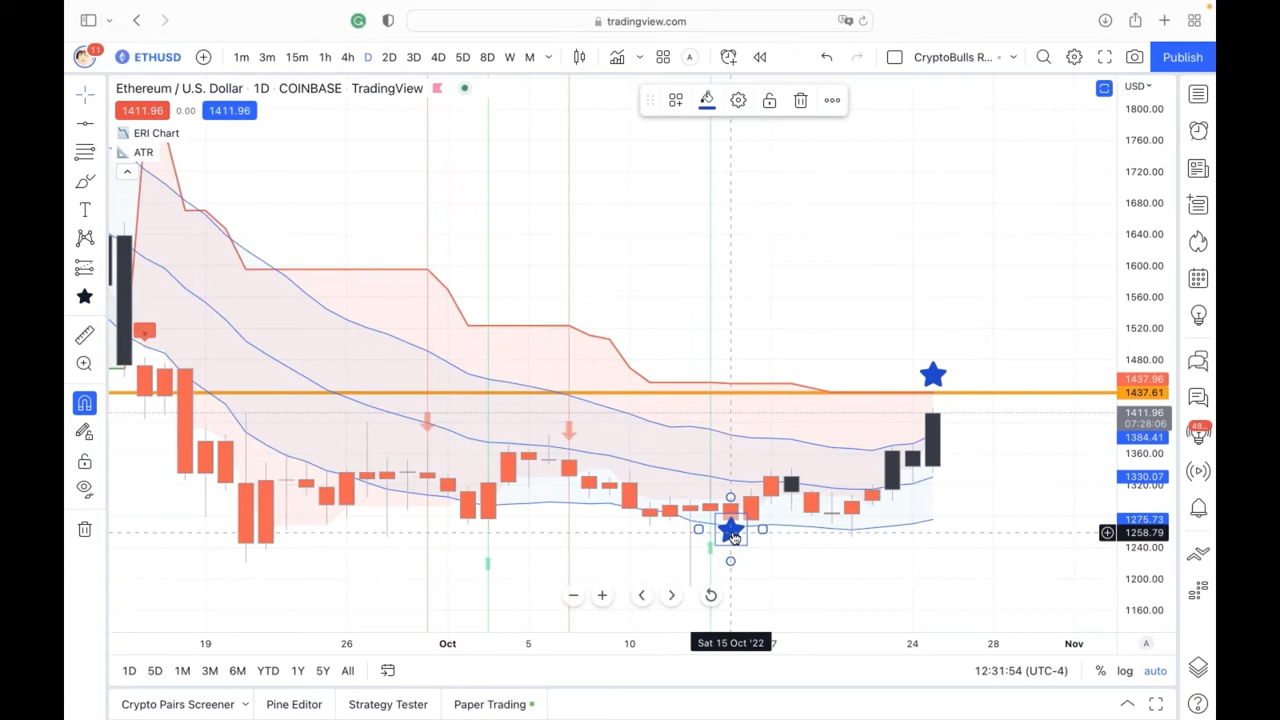 tradingview.com
11
ETHUSD
1m 3m 15m 1h 4h D 2D 3D 4D 5D 8D W M
A
CryptoBulls R...
Publish
Ethereum / U.S. Dollar · 1D · COINBASE · TradingView
USD
1411.96 0.00 1411.96
ERI Chart
ATR
1800.00
1760.00
1720.00
1680.00
1640.00
1600.00
1560.00
1520.00
1480.00
1437.96
1437.61
1411.96
07:28:06
1384.41
1360.00
1330.07
1320.00
1275.73
1258.79
1240.00
1200.00
1160.00
48
19 26 Oct 5 10 Sat 15 Oct '22 7 24 28 Nov
A
1D 5D 1M 3M 6M YTD 1Y 5Y All
12:31:54 (UTC-4) % log auto
Crypto Pairs Screener Pine Editor Strategy Tester Paper Trading